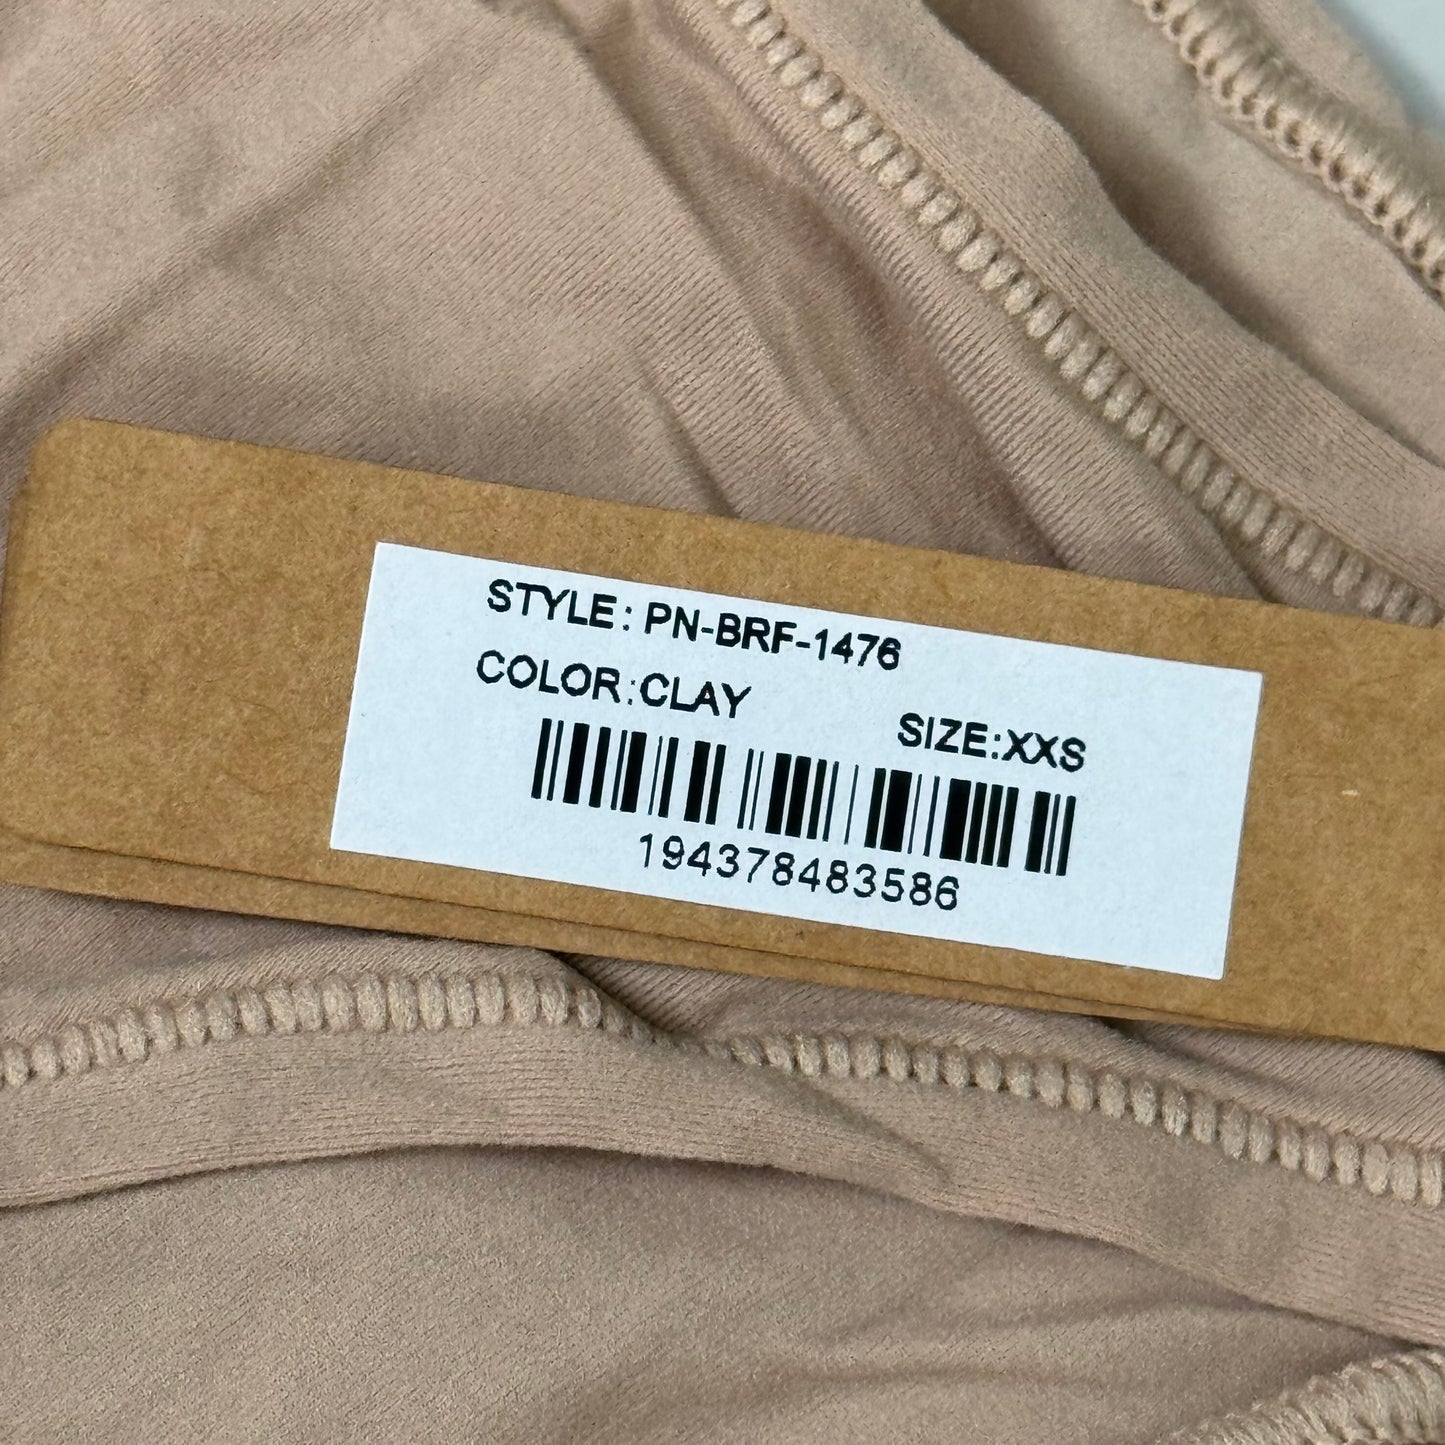 STYLE: PN-BRF-1476
COLOR:CLAY
SIZE:XXS
194378483586